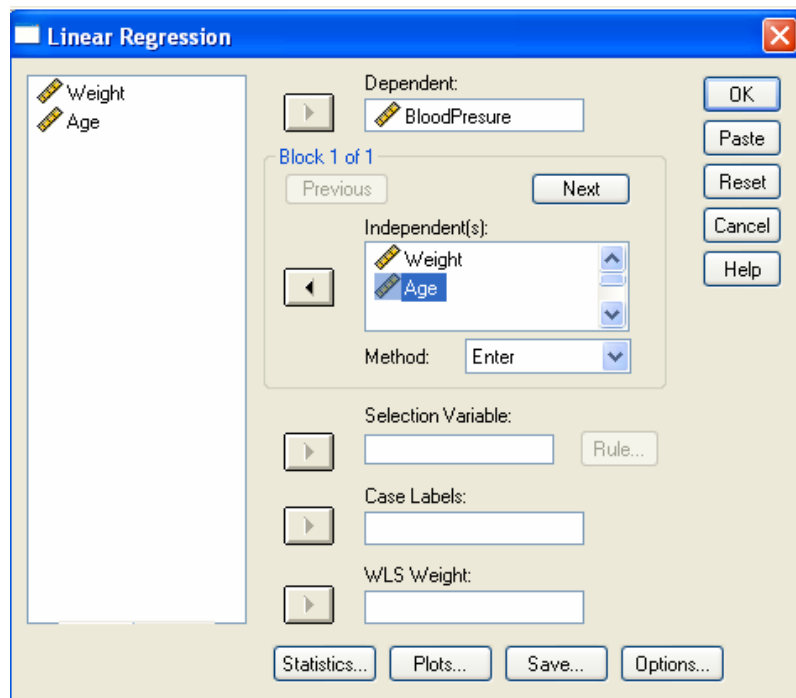 Linear Regression
Weight
Age
Dependent:
BloodPresure
Block 1 of 1
Previous
Next
Independent(s):
Weight
Age
Method:
Enter
Selection Variable:
Rule...
Case Labels:
WLS Weight:
Statistics...
Plots...
Save...
Options...
OK
Paste
Reset
Cancel
Help